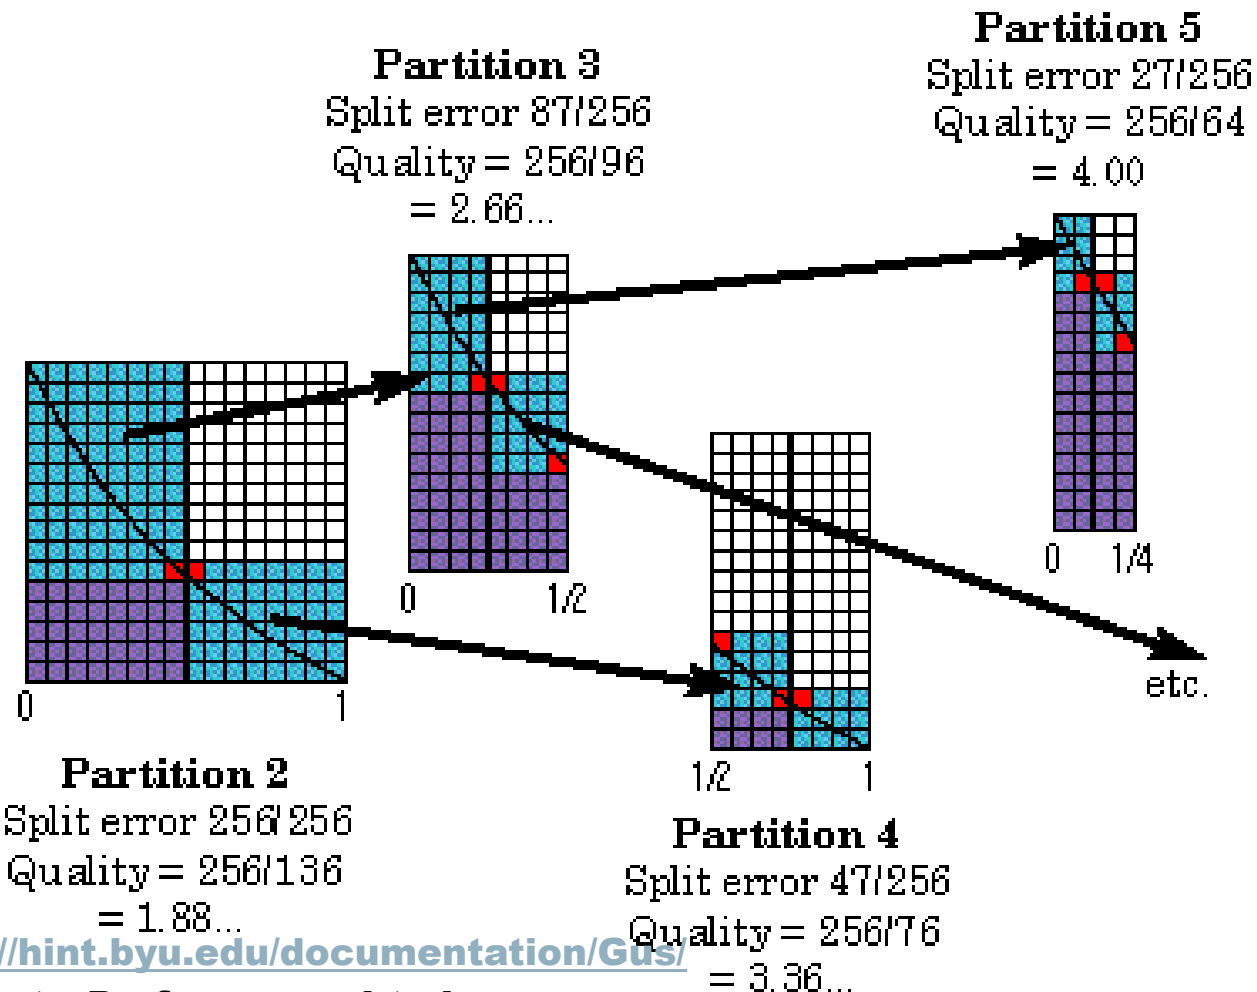 Partition 5
Split error 27/256
Quality = 256/64
= 4.00
Partition 3
Split error 87/256
Quality = 256/96
= 2.66...
0 1/4
0 1/2
etc.
0 1
1/2 1
Partition 2
Split error 256/256
Quality = 256/136
= 1.88...
Partition 4
Split error 47/256
Quality = 256/76
= 3.36...
//hint.byu.edu/documentation/Gus/